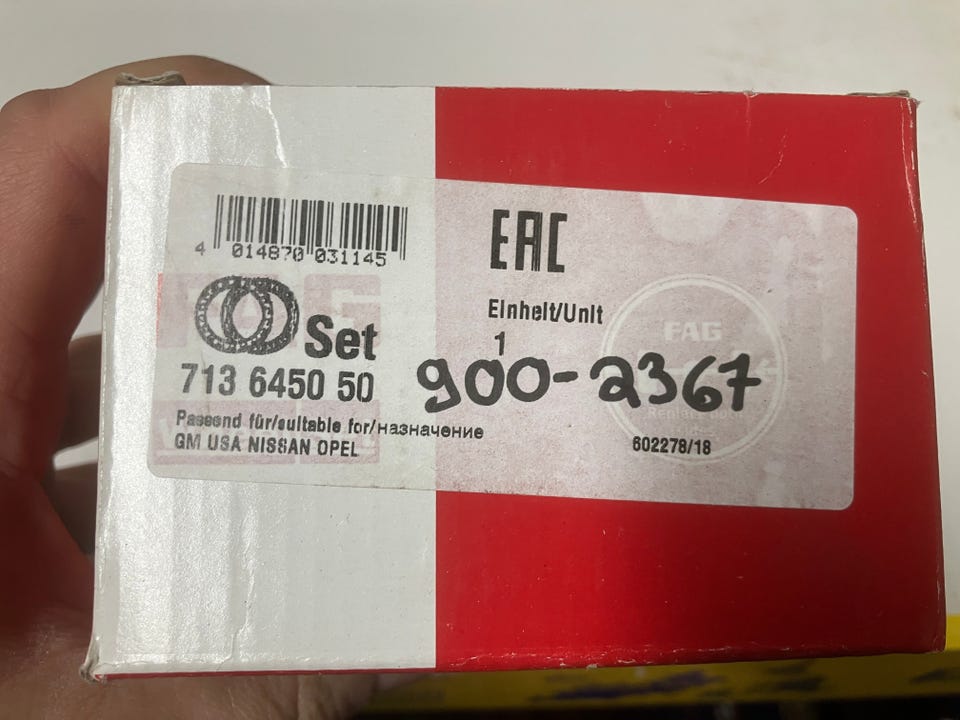 EAC
4 014870 031145
Einheit/Unit
1
Set
713 6450 50
900-2367
Passend für/suitable for/назначение
GM USA NISSAN OPEL
602278/18
FAG
FAG